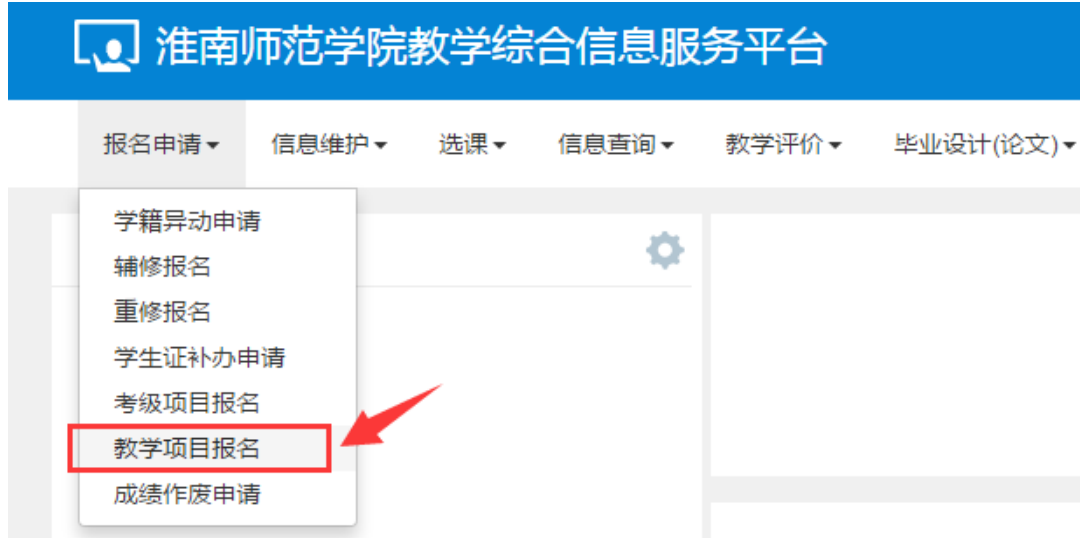 淮南师范学院教学综合信息服务平台
报名申请 信息维护 选课 信息查询 教学评价 毕业设计(论文)
学籍异动申请
辅修报名
重修报名
学生证补办申请
考级项目报名
教学项目报名
成绩作废申请